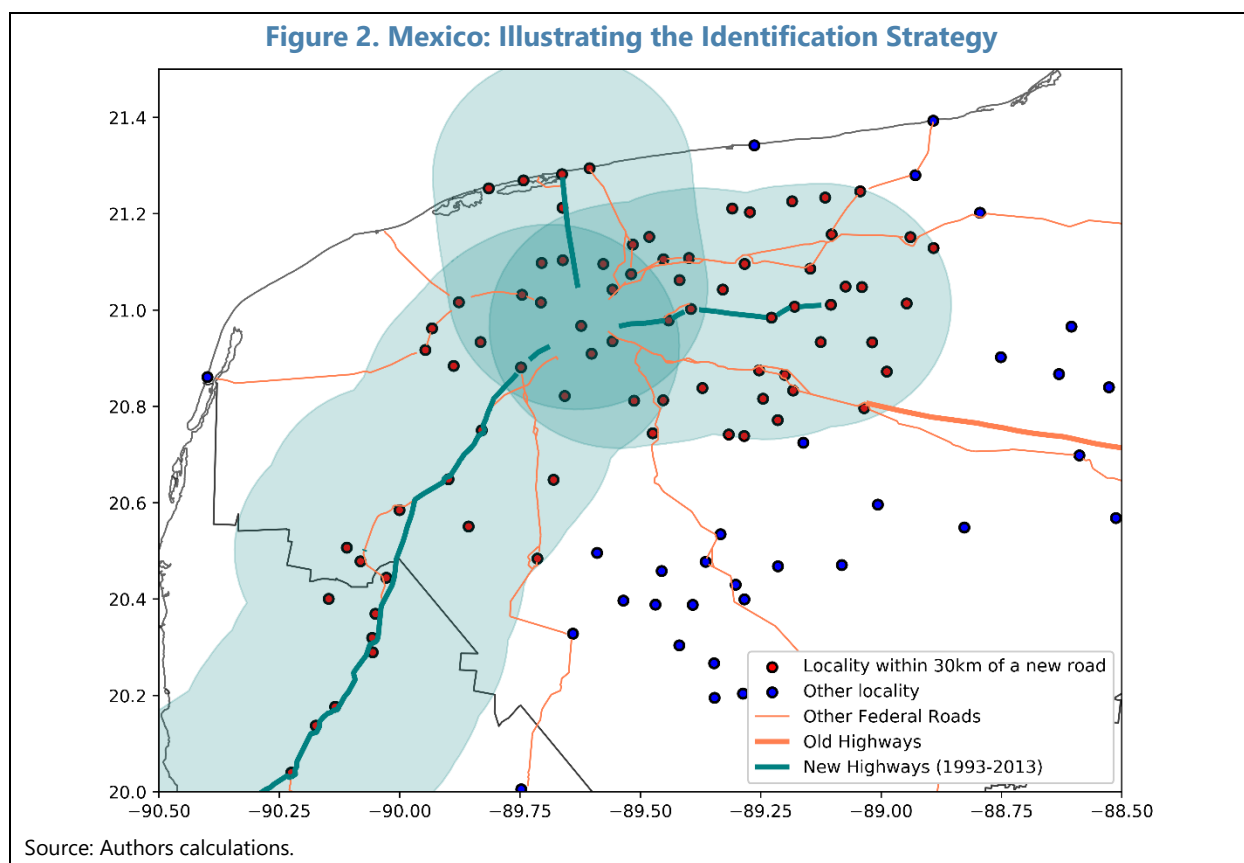 Figure 2. Mexico: Illustrating the Identification Strategy
21.4
21.2
21.0
20.8
20.6
20.4
20.2
20.0
−90.50
−90.25
−90.00
−89.75
−89.50
−89.25
−89.00
−88.75
−88.50
Locality within 30km of a new road
Other locality
Other Federal Roads
Old Highways
New Highways (1993-2013)
Source: Authors calculations.